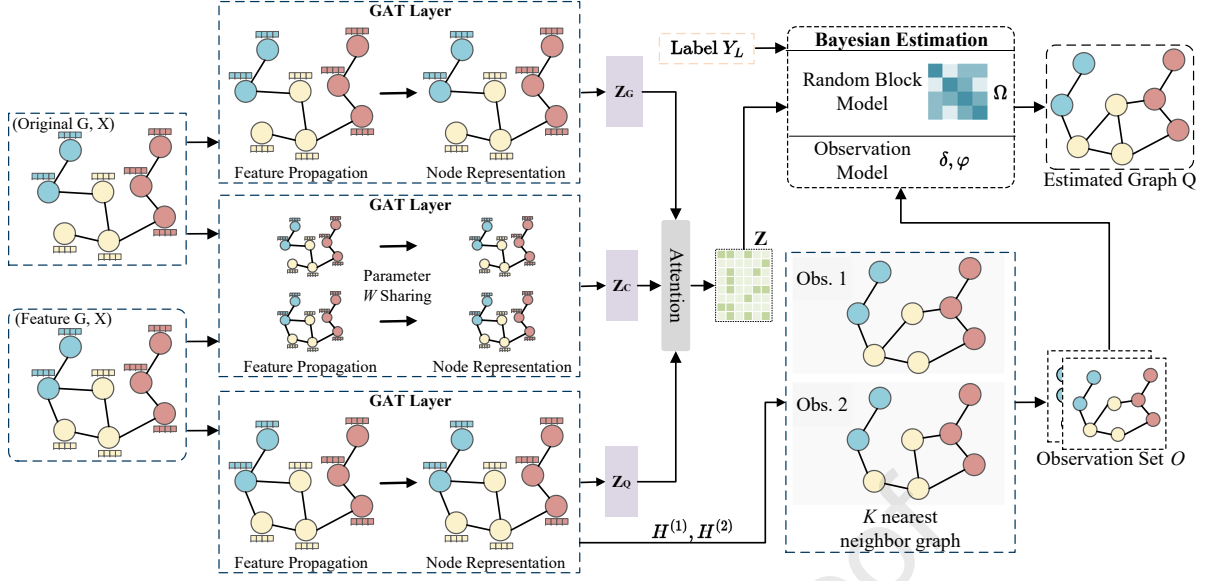 (Original G, X)
(Feature G, X)
GAT Layer
Feature Propagation
Node Representation
GAT Layer
Parameter
W Sharing
Feature Propagation
Node Representation
GAT Layer
Feature Propagation
Node Representation
Z_G
Z_C
Z_Q
Attention
Z
H^{(1)}, H^{(2)}
Label Y_L
Bayesian Estimation
Random Block
Model
Ω
Observation
Model
δ, φ
Estimated Graph Q
Obs. 1
Obs. 2
K nearest
neighbor graph
Observation Set O